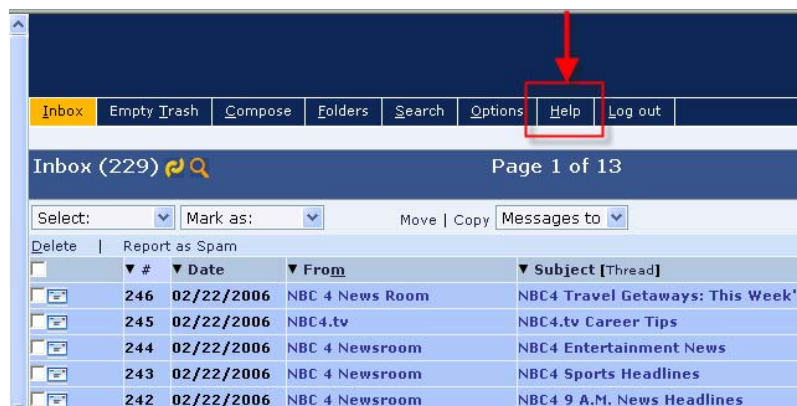 Inbox Empty Trash Compose Folders Search Options Help Log out
Inbox (229) Page 1 of 13
Select: Mark as: Move | Copy Messages to
Delete | Report as Spam
# Date From Subject [Thread]
246 02/22/2006 NBC 4 News Room NBC4 Travel Getaways: This Week'
245 02/22/2006 NBC4.tv NBC4.tv Career Tips
244 02/22/2006 NBC 4 Newsroom NBC4 Entertainment News
243 02/22/2006 NBC 4 Newsroom NBC4 Sports Headlines
242 02/22/2006 NBC 4 Newsroom NBC4 9 A.M. News Headlines